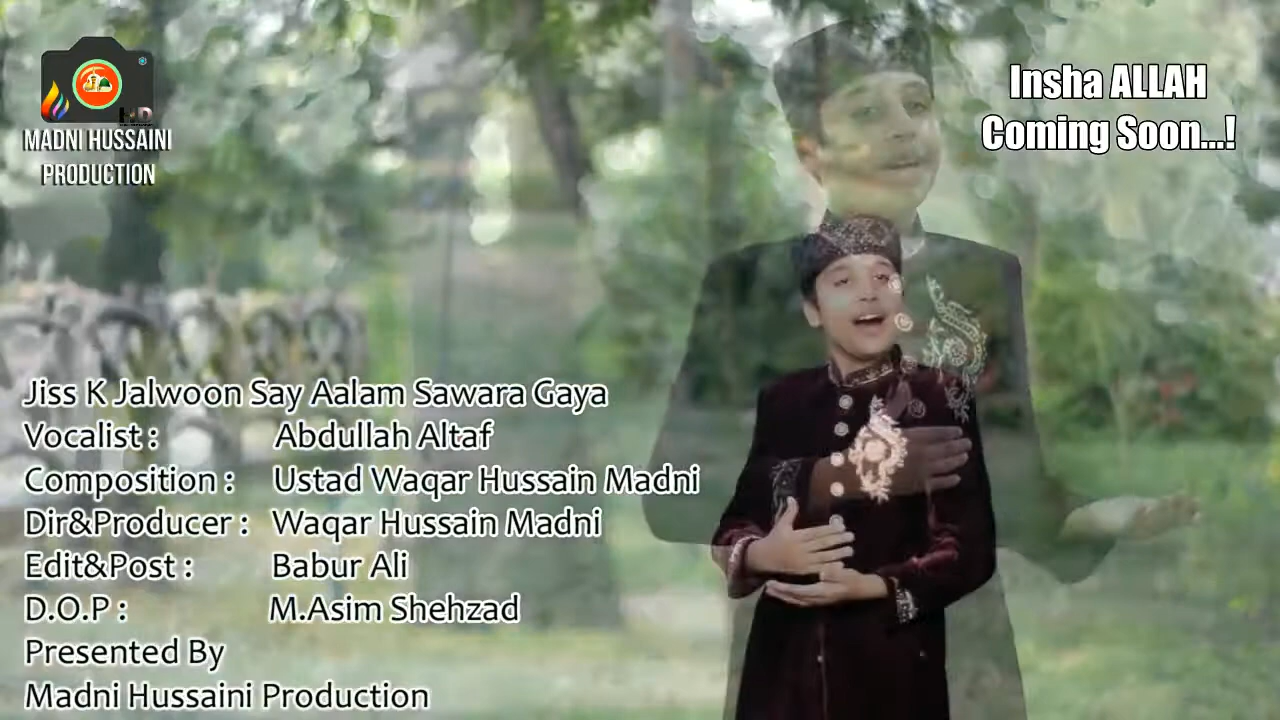 HD
MADNI HUSSAINI
PRODUCTION
Insha ALLAH
Coming Soon...!
Jiss K Jalwoon Say Aalam Sawara Gaya
Vocalist : Abdullah Altaf
Composition : Ustad Waqar Hussain Madni
Dir&Producer : Waqar Hussain Madni
Edit&Post : Babur Ali
D.O.P : M.Asim Shehzad
Presented By
Madni Hussaini Production